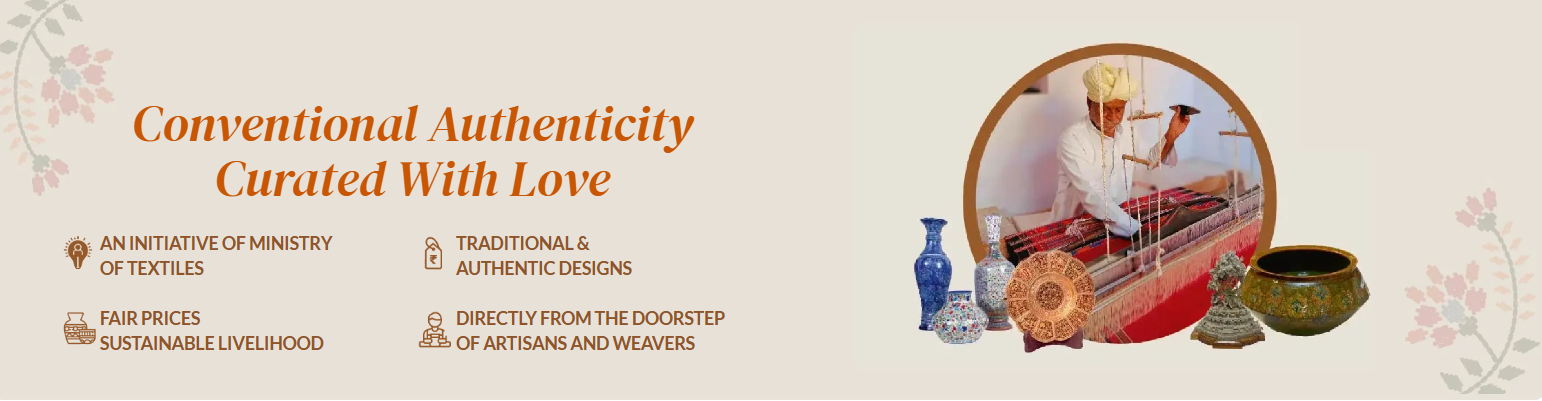 Conventional Authenticity
Curated With Love
AN INITIATIVE OF MINISTRY
OF TEXTILES
TRADITIONAL &
AUTHENTIC DESIGNS
₹
FAIR PRICES
SUSTAINABLE LIVELIHOOD
DIRECTLY FROM THE DOORSTEP
OF ARTISANS AND WEAVERS